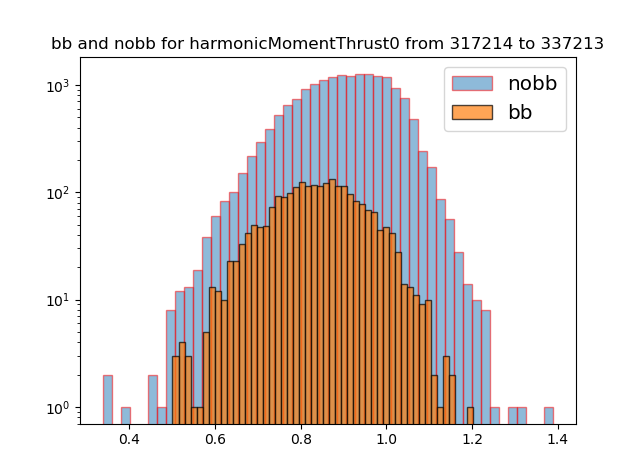 bb and nobb for harmonicMomentThrust0 from 317214 to 337213
nobb
bb
10³
10²
10¹
10⁰
0.4 0.6 0.8 1.0 1.2 1.4